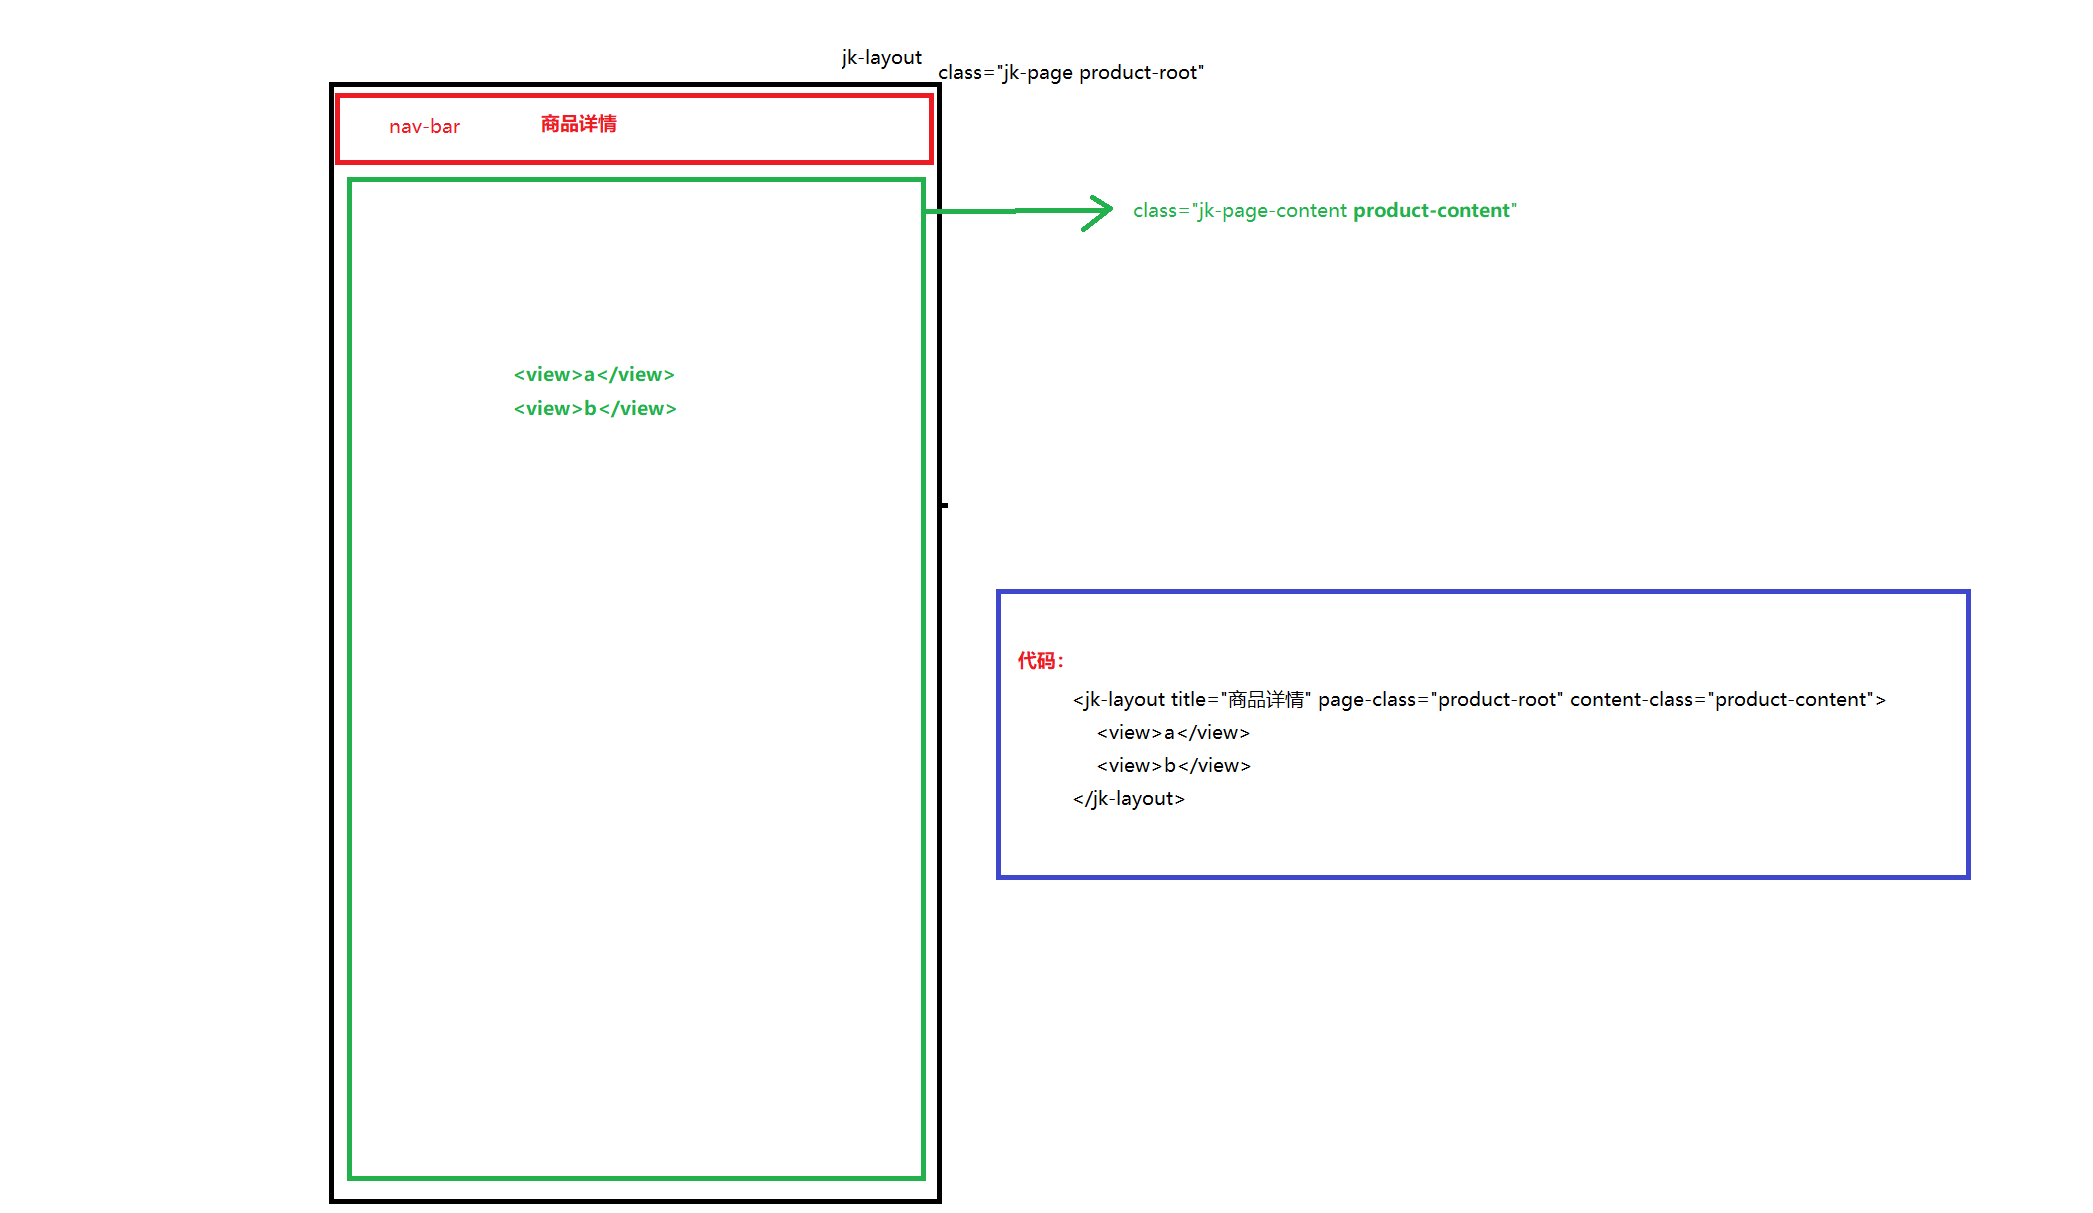 jk-layout
class="jk-page product-root"
nav-bar
商品详情
class="jk-page-content product-content"
<view>a</view>
<view>b</view>
代码：
<jk-layout title="商品详情" page-class="product-root" content-class="product-content">
<view>a</view>
<view>b</view>
</jk-layout>